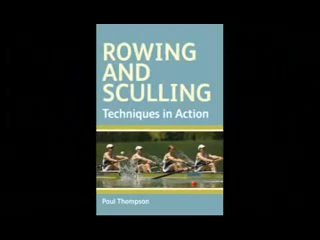 ROWING
AND
SCULLING
Techniques in Action
Paul Thompson